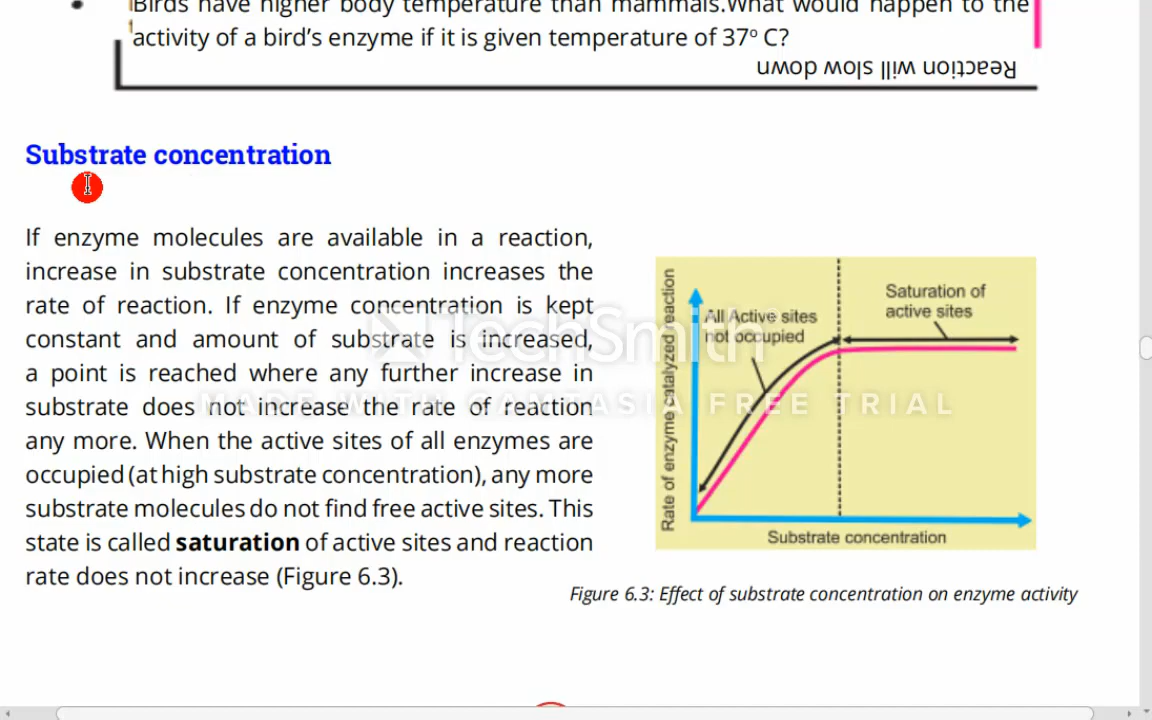 Birds have higher body temperature than mammals.What would happen to the
activity of a bird's enzyme if it is given temperature of 37º C?
Reaction will slow down
Substrate concentration
If enzyme molecules are available in a reaction,
increase in substrate concentration increases the
rate of reaction. If enzyme concentration is kept
constant and amount of substrate is increased,
a point is reached where any further increase in
substrate does not increase the rate of reaction
any more. When the active sites of all enzymes are
occupied (at high substrate concentration), any more
substrate molecules do not find free active sites. This
state is called saturation of active sites and reaction
rate does not increase (Figure 6.3).
Rate of enzyme catalyzed reaction
All Active sites
not occupied
Saturation of
active sites
Substrate concentration
Figure 6.3: Effect of substrate concentration on enzyme activity
TechSmith
MADE WITH CAMTASIA FREE TRIAL